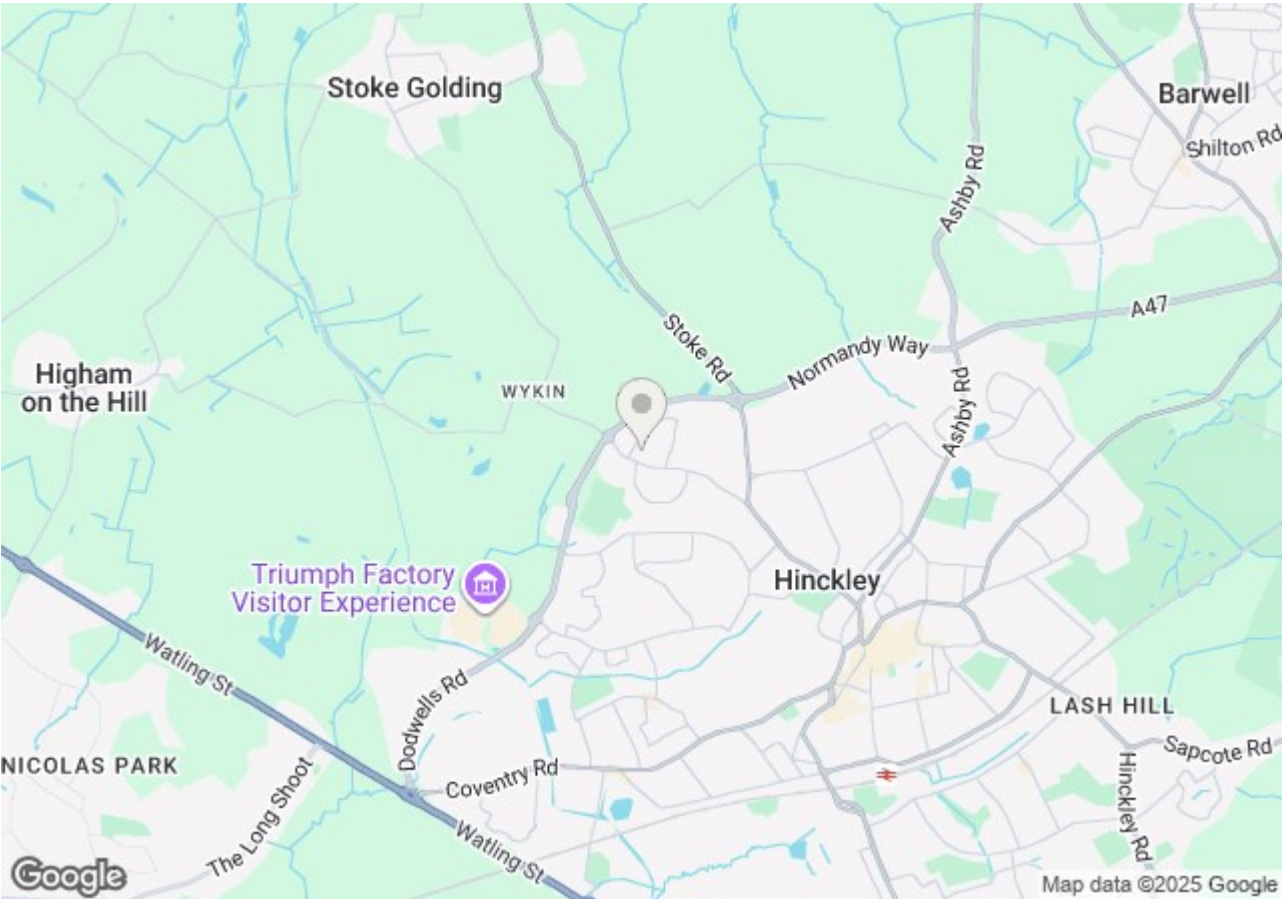 Stoke Golding
Barwell
Shilton Rd
Ashby Rd
A47
Stoke Rd
Normandy Way
Higham
on the Hill
WYKIN
Ashby Rd
Triumph Factory
Visitor Experience
Hinckley
Watling St
Dodwells Rd
LASH HILL
NICOLAS PARK
Sapcote Rd
Coventry Rd
The Long Shoot
Hinckley Rd
Watling St
Google
Map data ©2025 Google